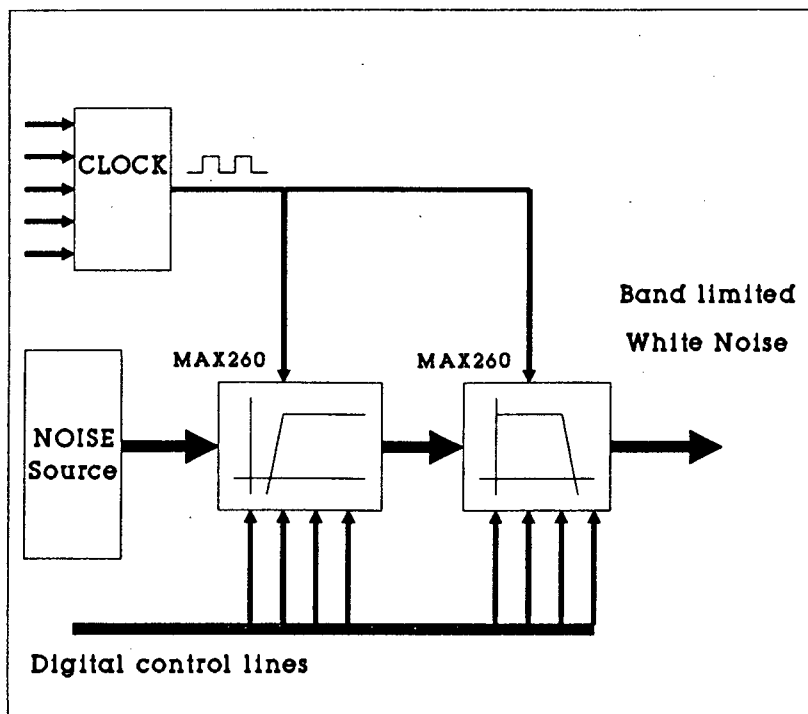 CLOCK
Band limited
White Noise
MAX260
MAX260
NOISE
Source
Digital control lines